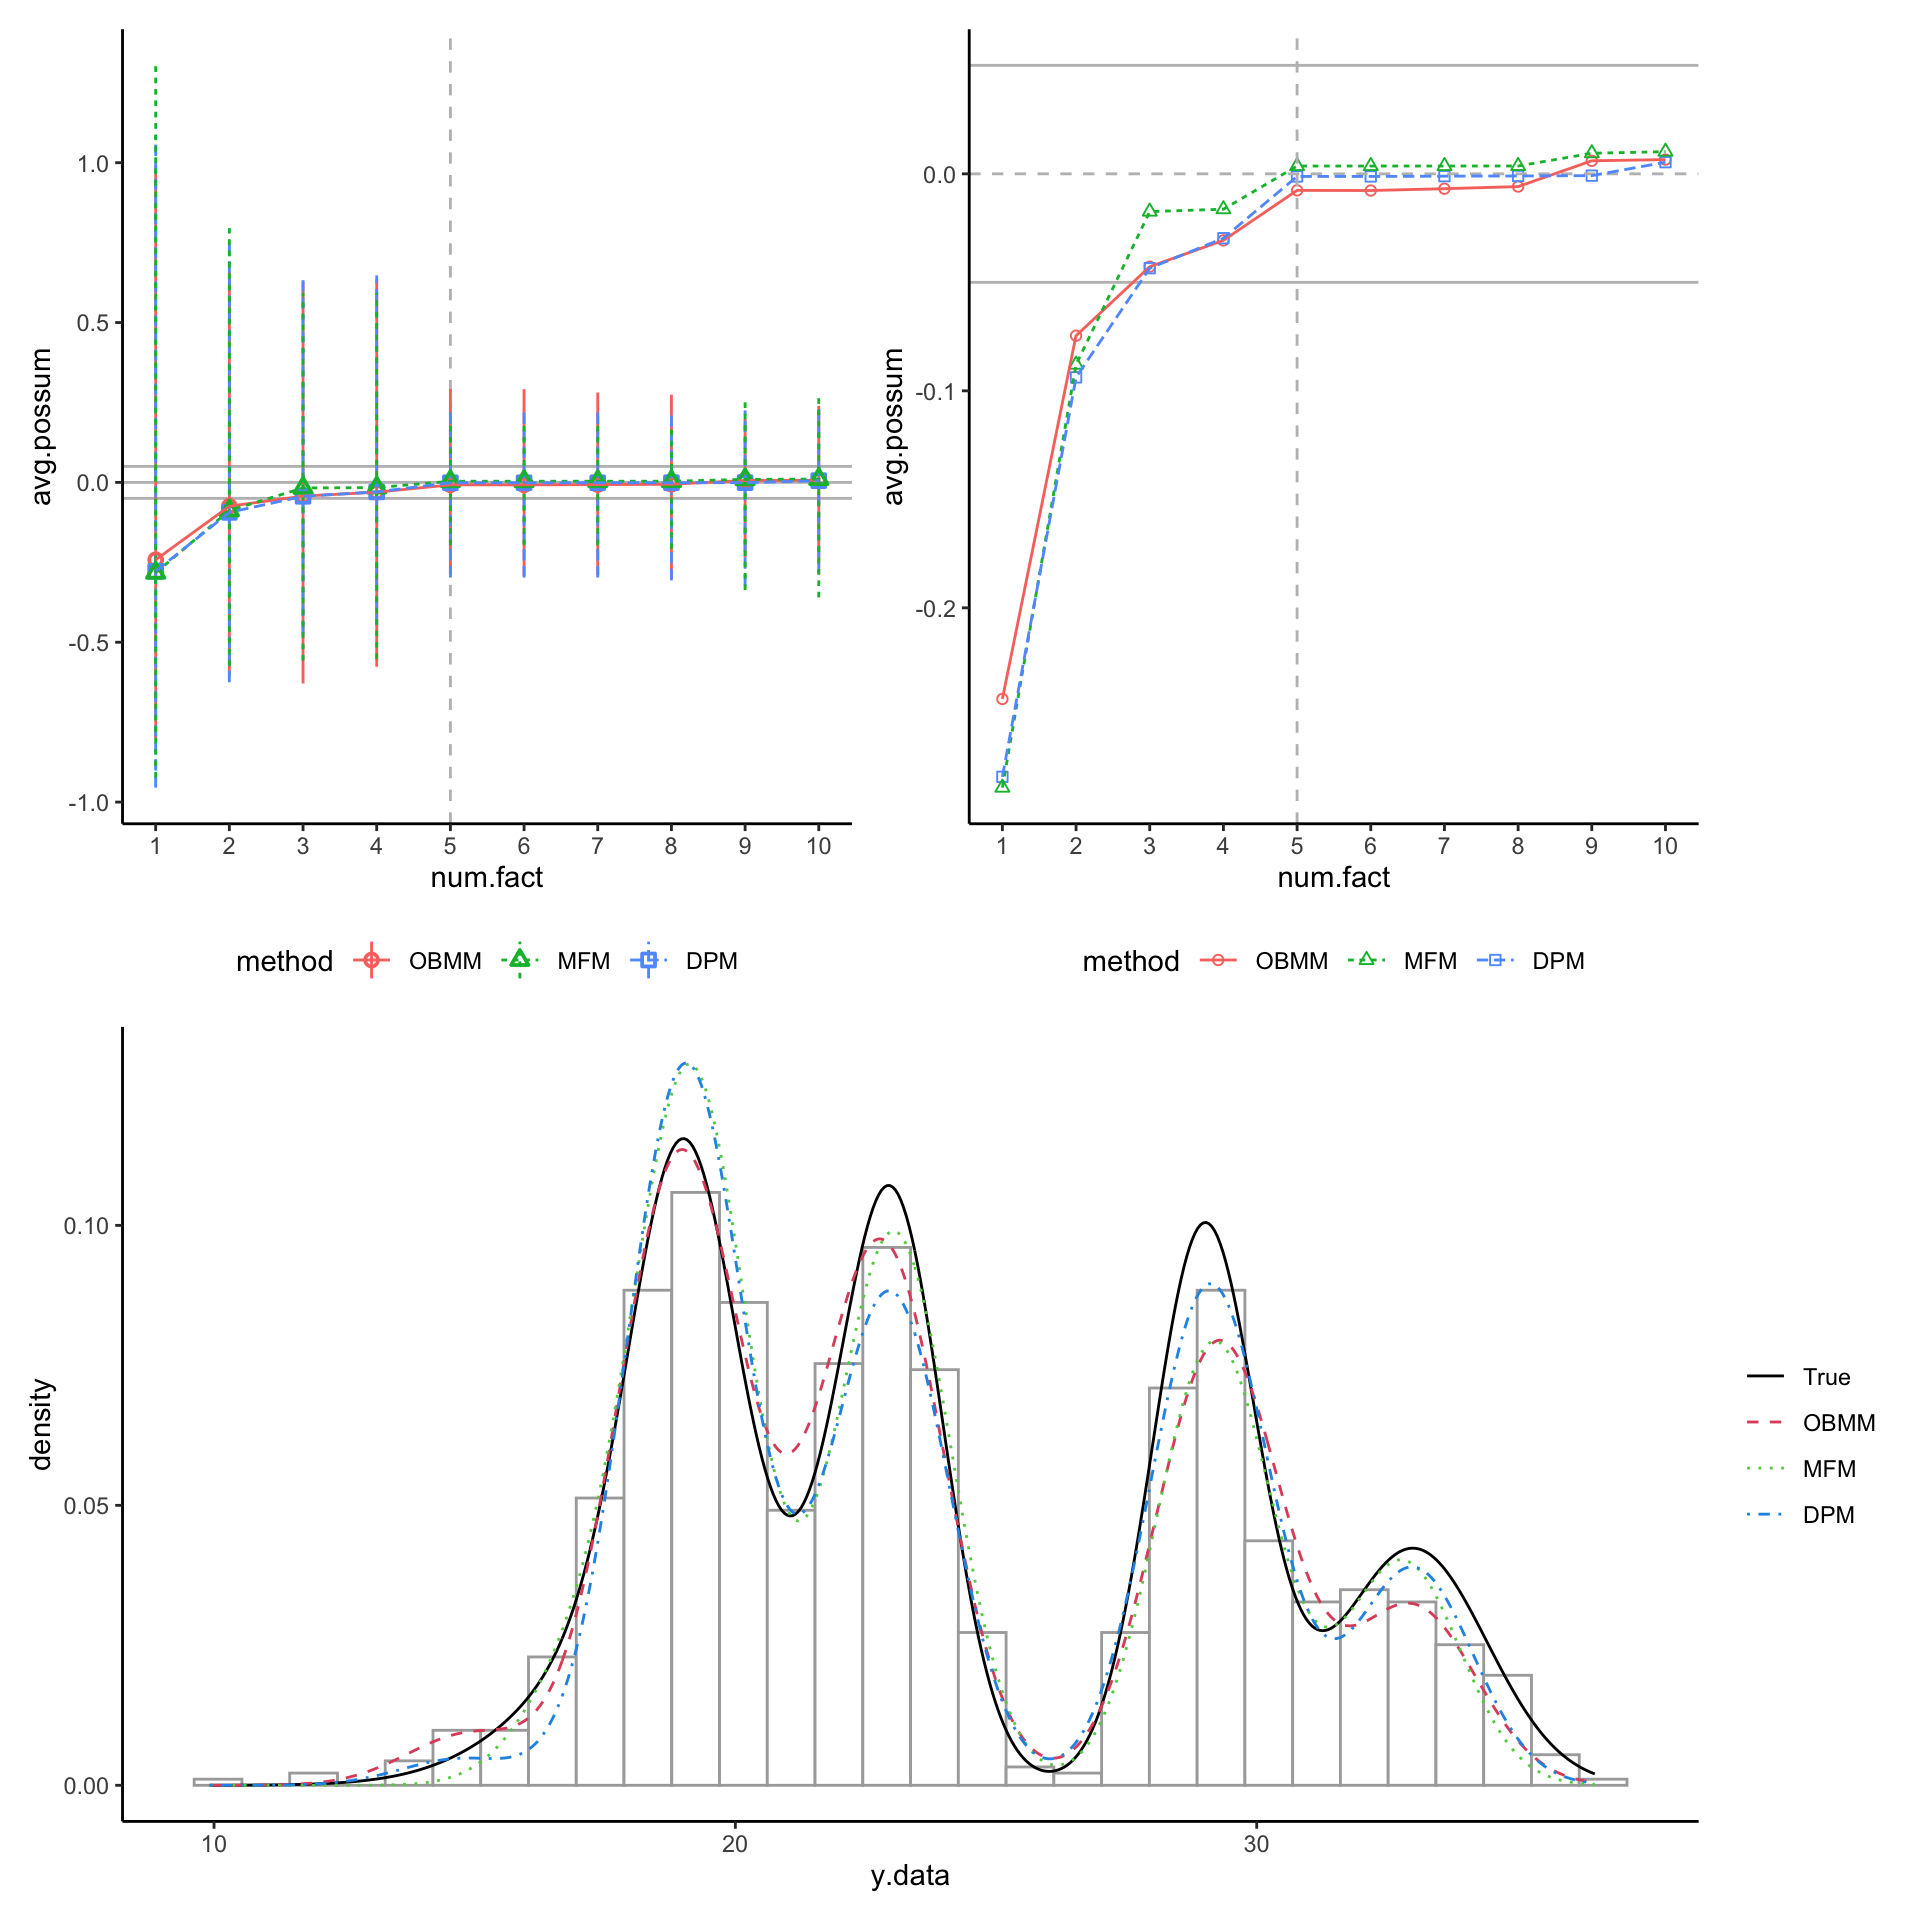 avg.possum
1.0
0.5
0.0
-0.5
-1.0
1 2 3 4 5 6 7 8 9 10
num.fact
method OBMM MFM DPM
avg.possum
0.0
-0.1
-0.2
1 2 3 4 5 6 7 8 9 10
num.fact
method OBMM MFM DPM
density
0.10
0.05
0.00
10 20 30
y.data
True
OBMM
MFM
DPM